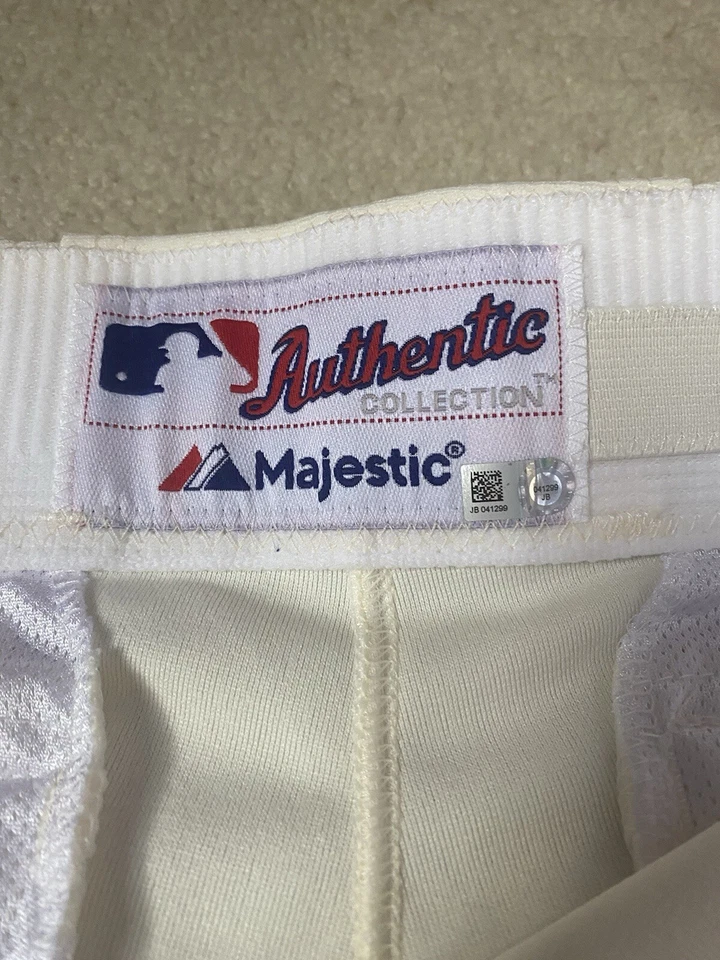 Authentic
COLLECTION™
Majestic®
JB 041299
041299
JB